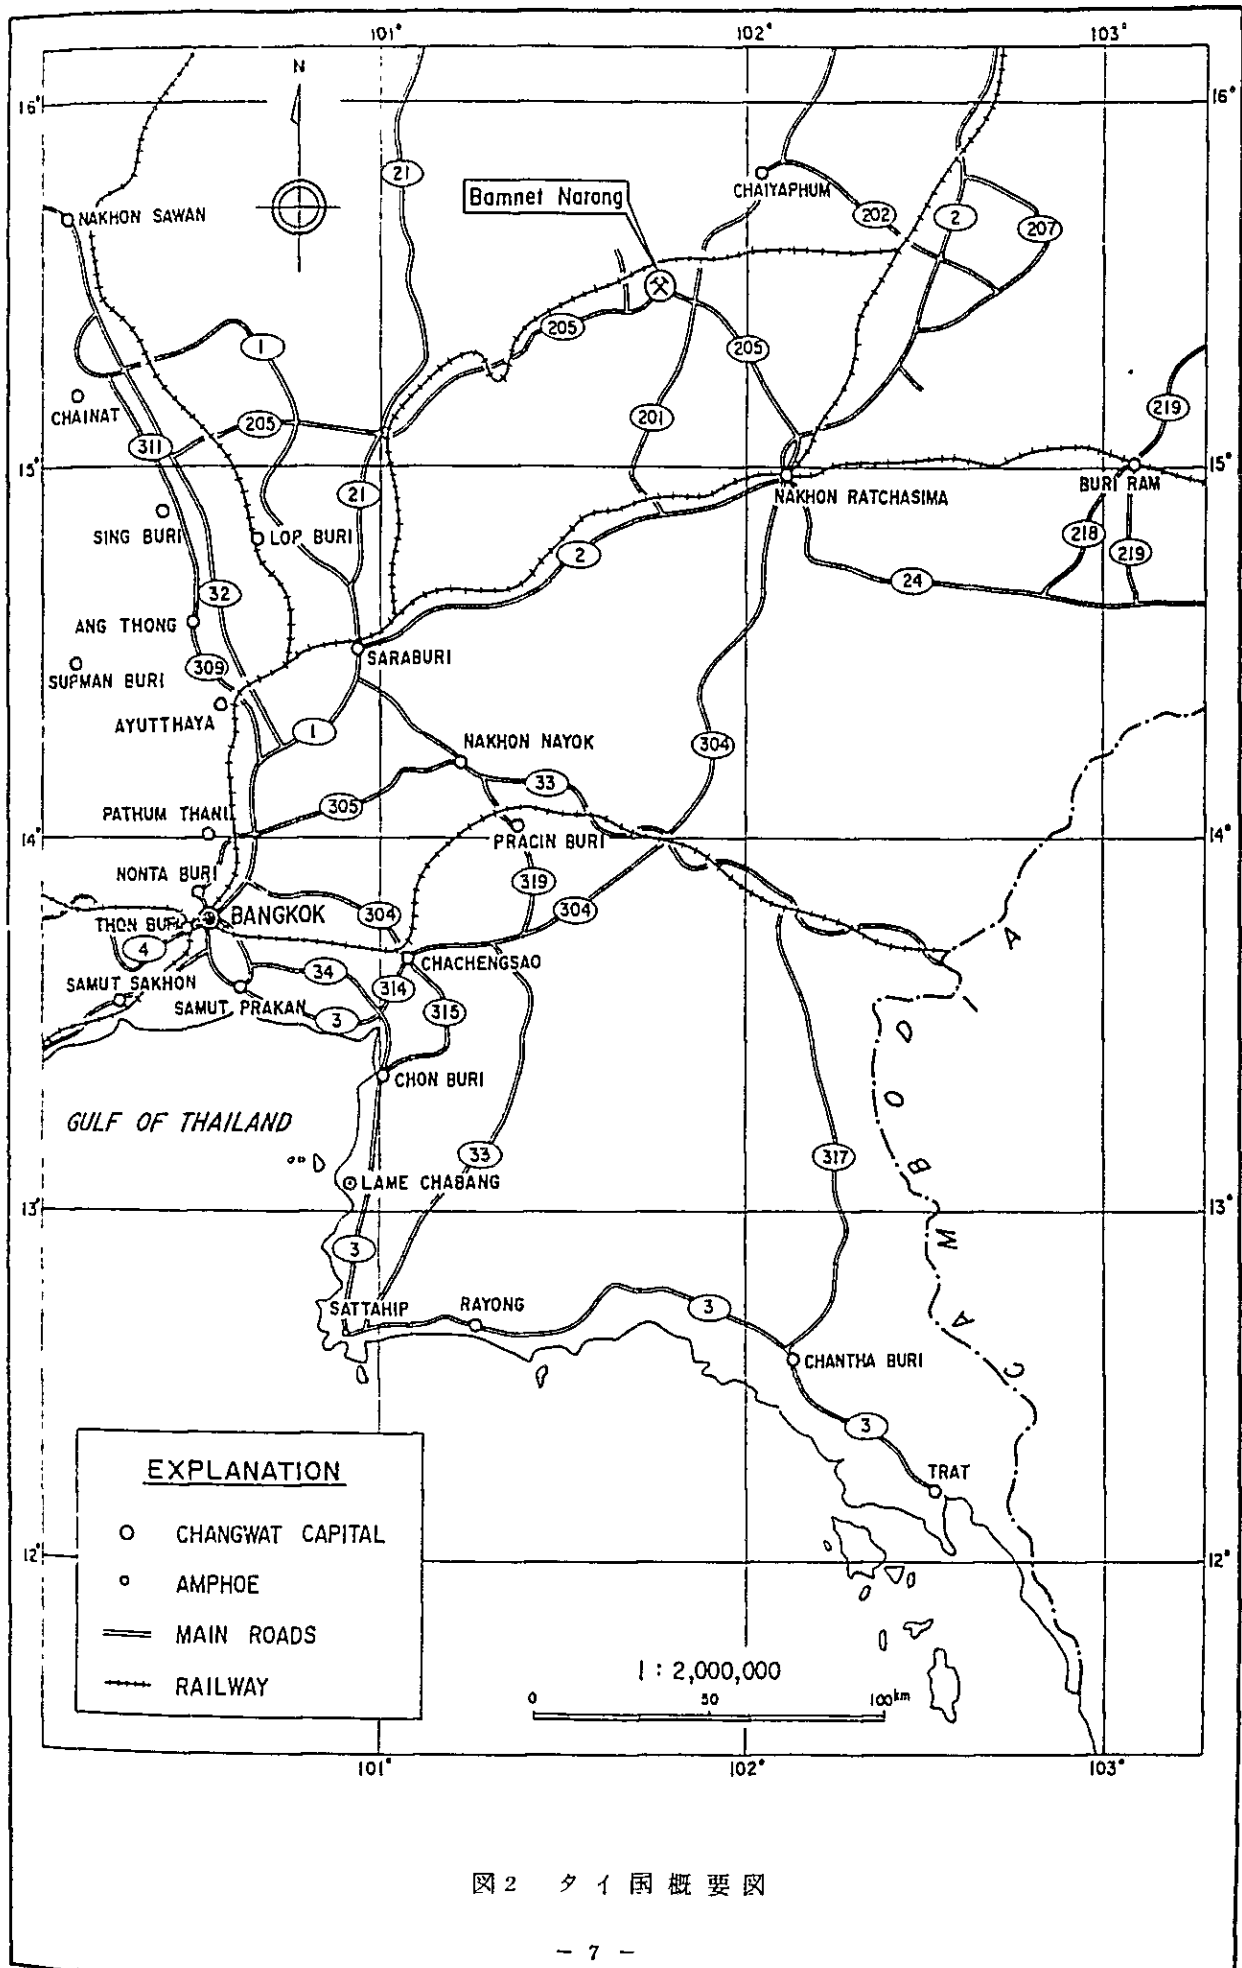 101° 102° 103°
N
16° 16°
21
Bamnet Narong
CHAIYAPHUM
202
2
207
NAKHON SAWAN
1
205
205
CHAINAT
205
201
219
311
15° 15°
21
NAKHON RATCHASIMA
BURI RAM
SING BURI
LOP BURI
2
218
219
24
32
ANG THONG
SARABURI
309
SUPMAN BURI
AYUTTHAYA
1
304
NAKHON NAYOK
33
305
PATHUM THANI
14° 14°
PRACIN BURI
NONTA BURI
319
304
304
BANGKOK
THON BURI
4
CHACHENGSAO
SAMUT SAKHON
34
314
SAMUT PRAKAN
3
315
CHON BURI
GULF OF THAILAND
33
317
LAME CHABANG
13° 13°
3
SATTAHIP
RAYONG
3
CHANTHA BURI
3
TRAT
CAMBODA
EXPLANATION
CHANGWAT CAPITAL
AMPHOE
MAIN ROADS
RAILWAY
12° 12°
1 : 2,000,000
0 50 100km
101° 102° 103°
図2 タイ国概要図
- 7 -